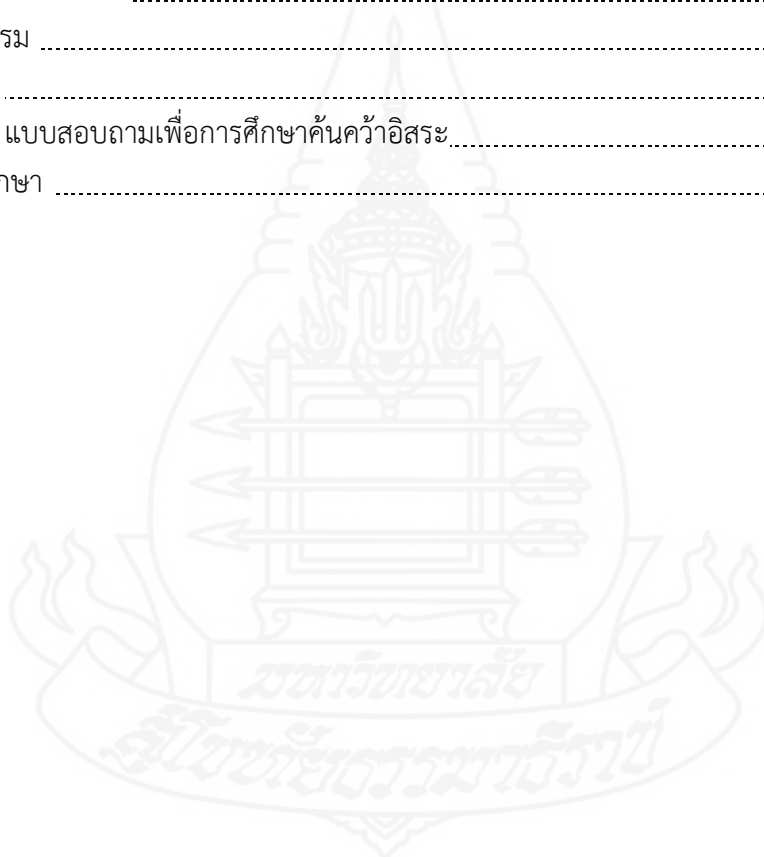 รม
แบบสอบถามเพื่อการศึกษาค้นคว้าอิสระ
กษา
มหาวิทยาลัย
สุโขทัยธรรมาธิราช